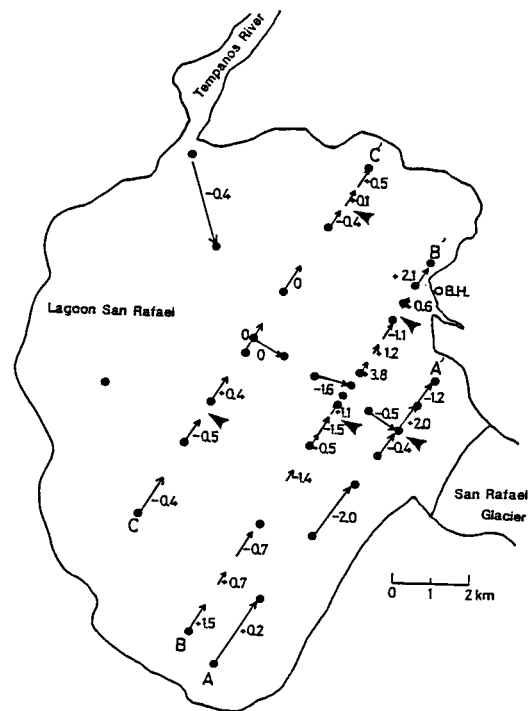 Tempanos River
C'
+0.5
+0.1
-0.4
-0.4
B'
+2.1
B.H.
0.6
0
Lagoon San Rafael
0
0
-1.1
1.2
A'
3.8
-1.6
-1.2
+0.4
+1.1
-0.5
+2.0
-1.5
-0.4
-0.5
+0.5
-1.4
San Rafael
Glacier
C
-0.4
-2.0
-0.7
+0.7
0 1 2 km
+1.5
B
+0.2
A